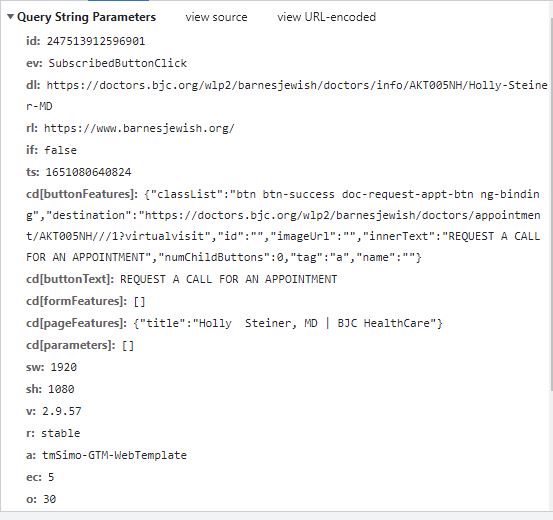 Query String Parameters view source view URL-encoded
id: 247513912596901
ev: SubscribedButtonClick
dl: https://doctors.bjc.org/wlp2/barnesjewish/doctors/info/AKT005NH/Holly-Steine
r-MD
rl: https://www.barnesjewish.org/
if: false
ts: 1651080640824
cd[buttonFeatures]: {"classList":"btn btn-success doc-request-appt-btn ng-bindin
g","destination":"https://doctors.bjc.org/wlp2/barnesjewish/doctors/appointmen
t/AKT005NH///1?virtualvisit","id":"","imageUrl":"","innerText":"REQUEST A CALL
FOR AN APPOINTMENT","numChildButtons":0,"tag":"a","name":""}
cd[buttonText]: REQUEST A CALL FOR AN APPOINTMENT
cd[formFeatures]: []
cd[pageFeatures]: {"title":"Holly  Steiner, MD | BJC HealthCare"}
cd[parameters]: []
sw: 1920
sh: 1080
v: 2.9.57
r: stable
a: tmSimo-GTM-WebTemplate
ec: 5
o: 30